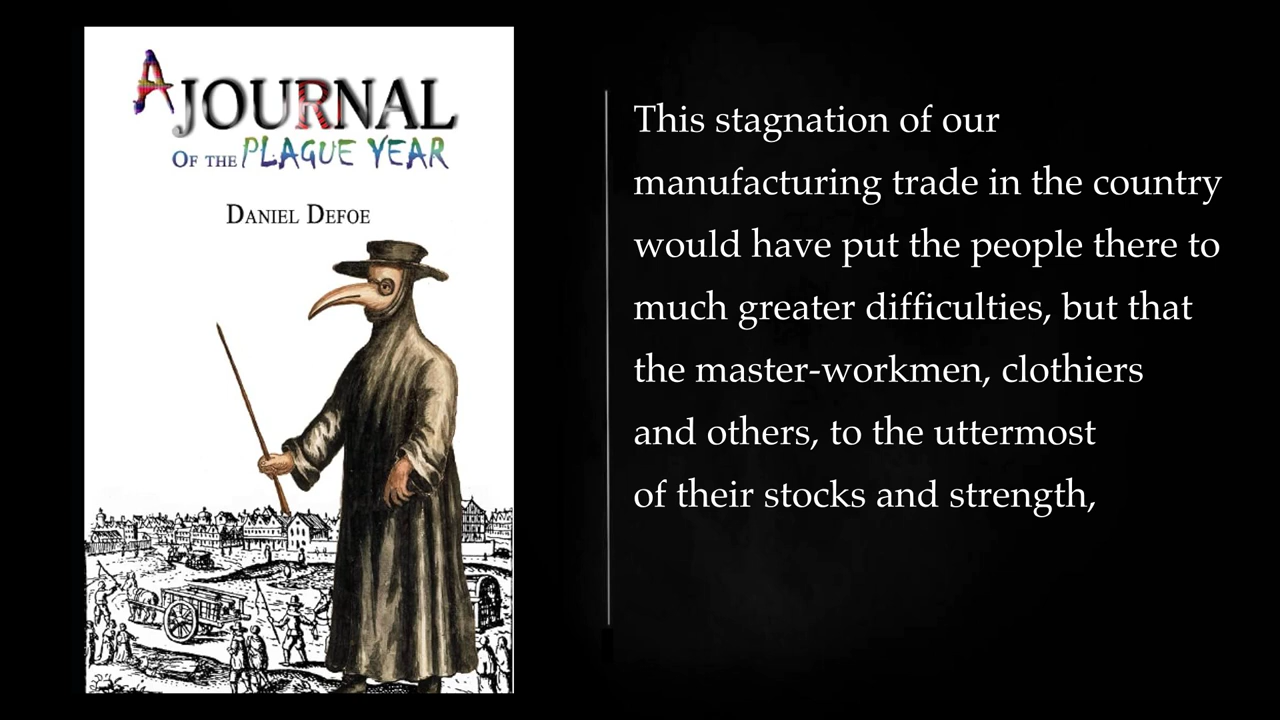 A JOURNAL
OF THE PLAGUE YEAR
DANIEL DEFOE
This stagnation of our
manufacturing trade in the country
would have put the people there to
much greater difficulties, but that
the master-workmen, clothiers
and others, to the uttermost
of their stocks and strength,